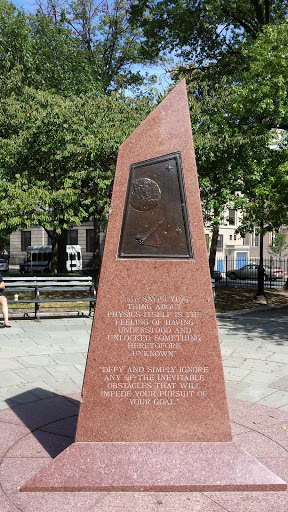 "THE SATISFYING
THING ABOUT
PHYSICS ITSELF IS THE
FEELING OF HAVING
UNDERSTOOD AND
UNLOCKED SOMETHING
HERETOFORE
UNKNOWN"
"DEFY AND SIMPLY IGNORE
ANY OF THE INEVITABLE
OBSTACLES THAT WILL
IMPEDE YOUR PURSUIT OF
YOUR GOAL."